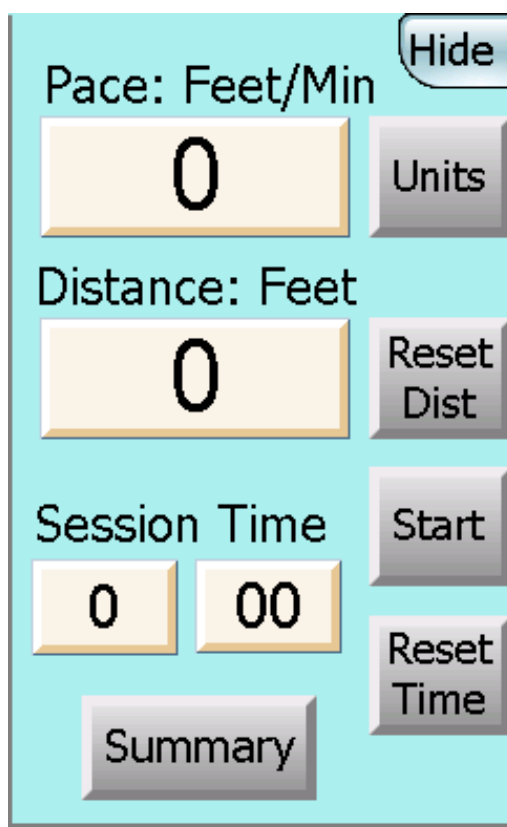 Hide
Pace: Feet/Min
0
Units
Distance: Feet
0
Reset
Dist
Session Time
Start
0 00
Reset
Time
Summary